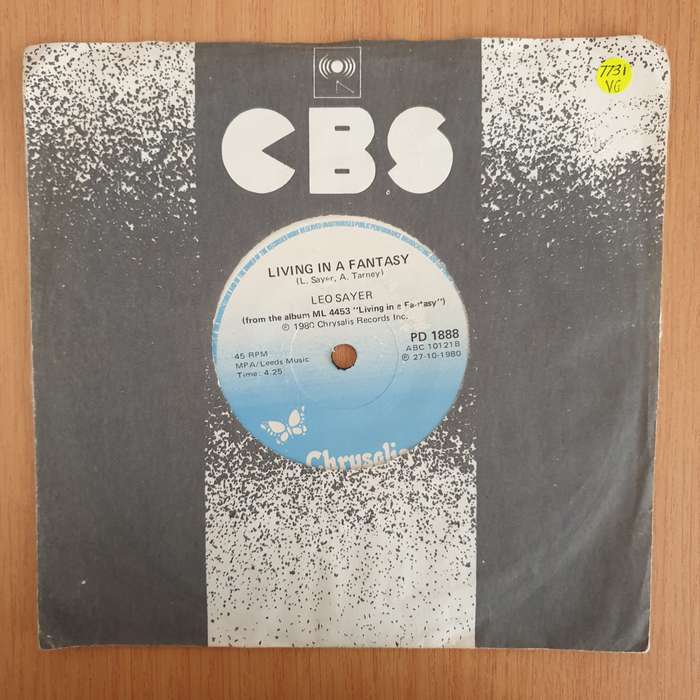 7731
VG
CBS
LIVING IN A FANTASY
(L. Sayer, A. Tarney)
LEO SAYER
(from the album ML 4453 "Living in a Fantasy")
℗ 1980 Chrysalis Records Inc.
PD 1888
ABC 10121B
℗ 27-10-1980
45 RPM
MPA/Leeds Music
Time: 4.25
Chrysalis